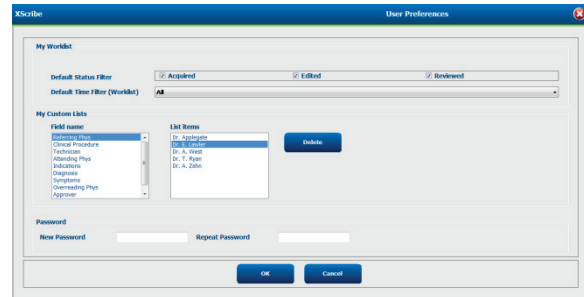 XScribe User Preferences
My Worklist
Default Status Filter Acquired Edited Reviewed
Default Time Filter (Worklist) All
My Custom Lists
Field name List items
Referring Phys
Clinical Procedure
Technician
Attending Phys
Indications
Diagnosis
Symptoms
Overreading Phys
Approver
Dr. Applegate
Dr. E. Lawler
Dr. A. West
Dr. T. Ryan
Dr. A. Zahn
Delete
Password
New Password Repeat Password
OK Cancel